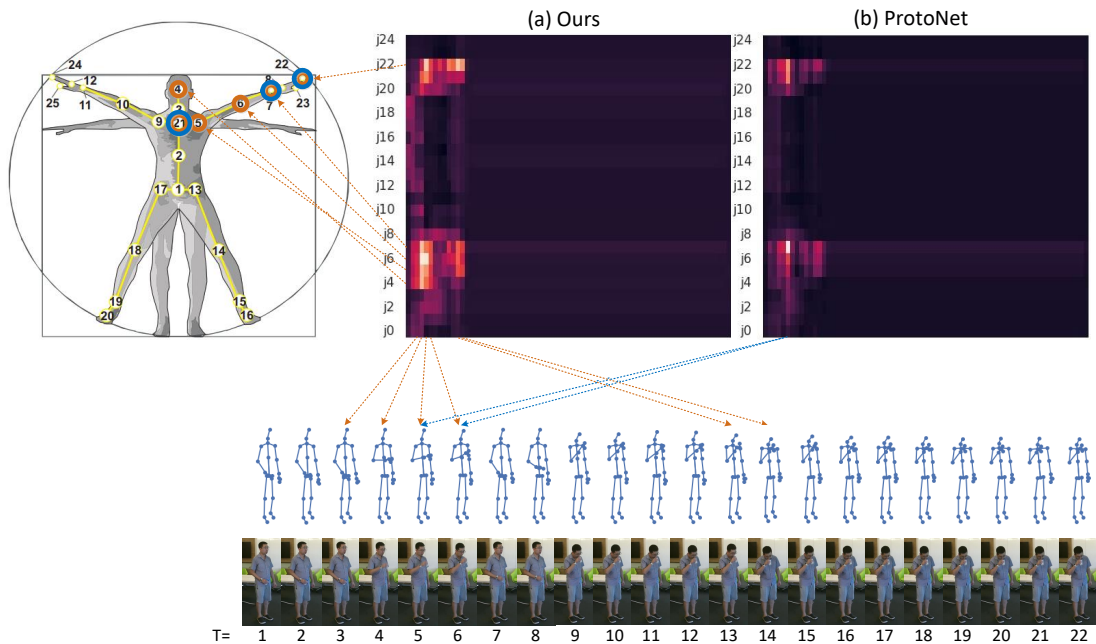 (a) Ours
(b) ProtoNet
24
12
25
11
10
9
4
3
21
5
6
8
7
22
23
2
17
1
13
18
14
19
20
15
16
j24
j22
j20
j18
j16
j14
j12
j10
j8
j6
j4
j2
j0
j24
j22
j20
j18
j16
j14
j12
j10
j8
j6
j4
j2
j0
T= 1 2 3 4 5 6 7 8 9 10 11 12 13 14 15 16 17 18 19 20 21 22